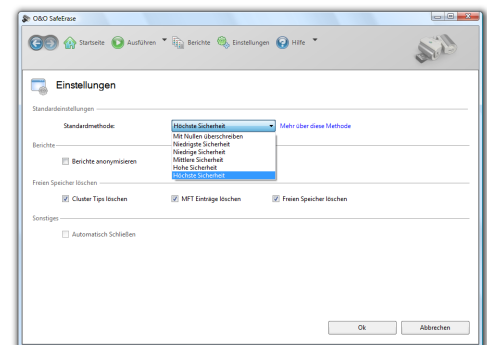 O&O SafeErase
Startseite Ausführen Berichte Einstellungen Hilfe
Einstellungen
Standardeinstellungen
Standardmethode: Höchste Sicherheit Mehr über diese Methode
Mit Nullen überschreiben
Niedrigste Sicherheit
Niedrige Sicherheit
Mittlere Sicherheit
Hohe Sicherheit
Höchste Sicherheit
Berichte
Berichte anonymisieren
Freien Speicher löschen
Cluster Tips löschen MFT Einträge löschen Freien Speicher löschen
Sonstiges
Automatisch Schließen
Ok Abbrechen